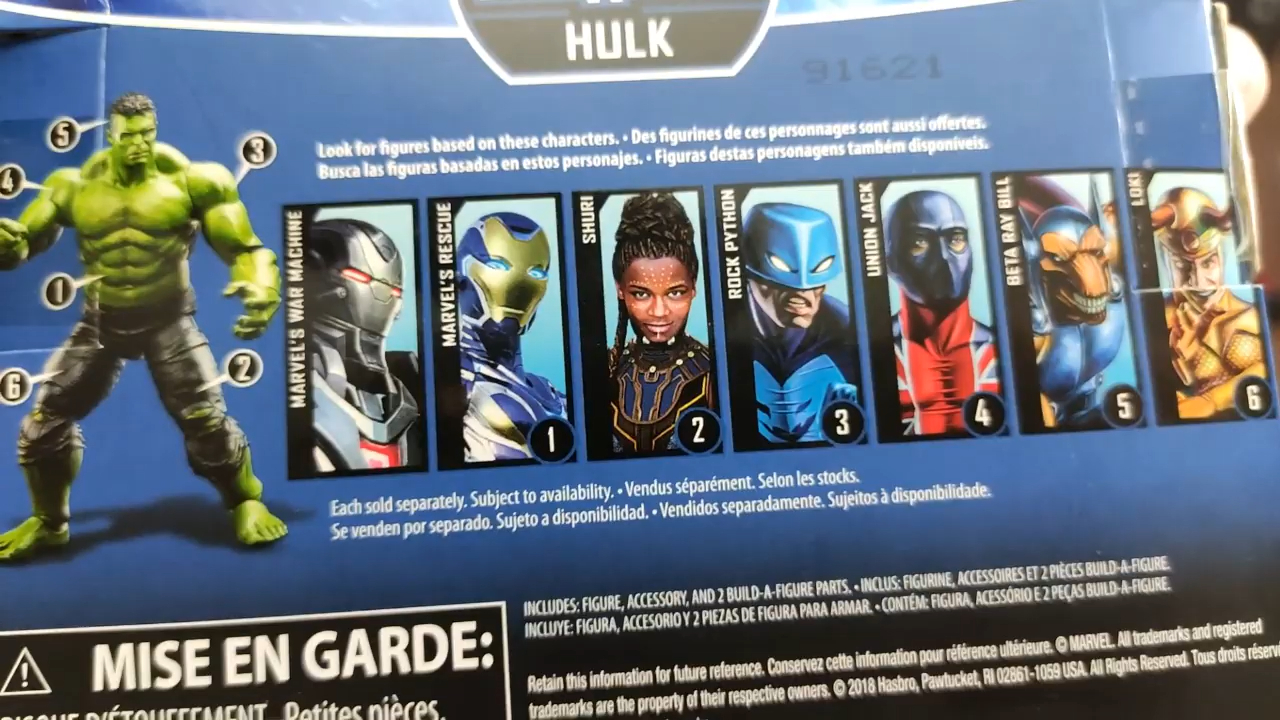 HULK
91621
Look for figures based on these characters. • Des figurines de ces personnages sont aussi offertes.
Busca las figuras basadas en estos personajes. • Figuras destas personagens também disponíveis.
5
3
4
1
2
6
MARVEL'S WAR MACHINE
MARVEL'S RESCUE
1
SHURI
2
ROCK PYTHON
3
UNION JACK
4
BETA RAY BILL
5
LOKI
6
Each sold separately. Subject to availability. • Vendus séparément. Selon les stocks.
Se venden por separado. Sujeto a disponibilidad. • Vendidos separadamente. Sujeitos à disponibilidade.
INCLUDES: FIGURE, ACCESSORY, AND 2 BUILD-A-FIGURE PARTS. • INCLUS: FIGURINE, ACCESSOIRES ET 2 PIÈCES BUILD-A-FIGURE.
INCLUYE: FIGURA, ACCESORIO Y 2 PIEZAS DE FIGURA PARA ARMAR. • CONTÉM: FIGURA, ACESSÓRIO E 2 PEÇAS BUILD-A-FIGURE.
MISE EN GARDE:
D'ÉTOUFFEMENT. Petites pièces.
Retain this information for future reference. Conservez cette information pour référence ultérieure. © MARVEL. All trademarks and registered
trademarks are the property of their respective owners. © 2018 Hasbro, Pawtucket, RI 02861-1059 USA. All Rights Reserved. Tous droits